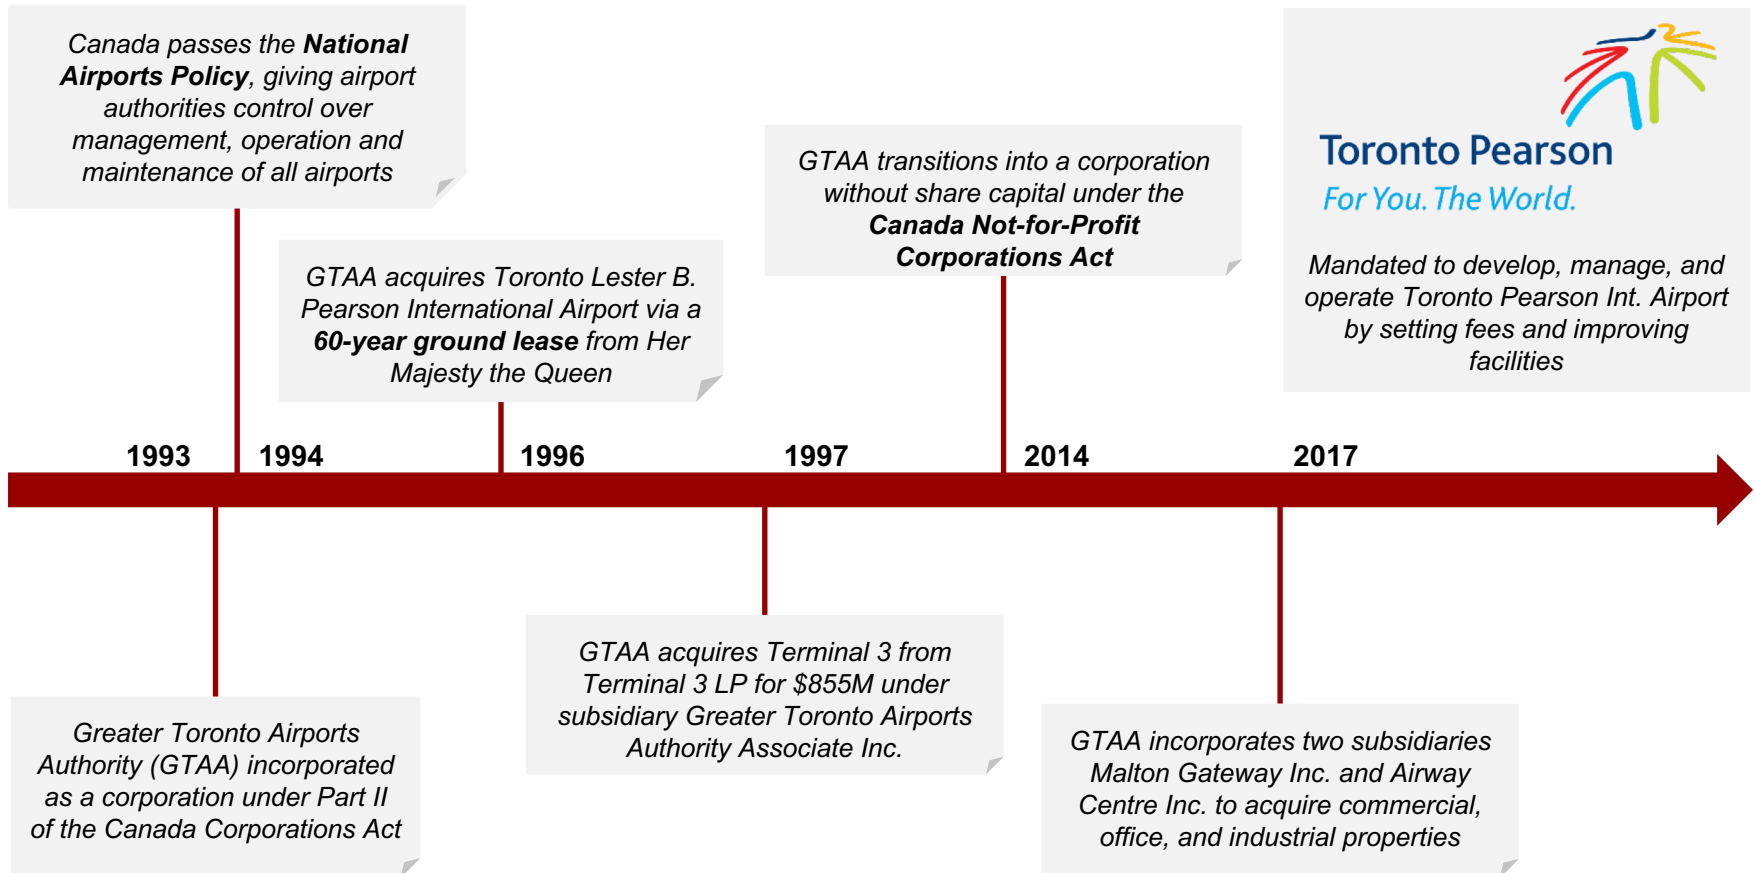 Canada passes the National
Airports Policy, giving airport
authorities control over
management, operation and
maintenance of all airports
GTAA acquires Toronto Lester B.
Pearson International Airport via a
60-year ground lease from Her
Majesty the Queen
GTAA transitions into a corporation
without share capital under the
Canada Not-for-Profit
Corporations Act
Toronto Pearson
For You. The World.
Mandated to develop, manage, and
operate Toronto Pearson Int. Airport
by setting fees and improving
facilities
1993 1994 1996 1997 2014 2017
Greater Toronto Airports
Authority (GTAA) incorporated
as a corporation under Part II
of the Canada Corporations Act
GTAA acquires Terminal 3 from
Terminal 3 LP for $855M under
subsidiary Greater Toronto Airports
Authority Associate Inc.
GTAA incorporates two subsidiaries
Malton Gateway Inc. and Airway
Centre Inc. to acquire commercial,
office, and industrial properties